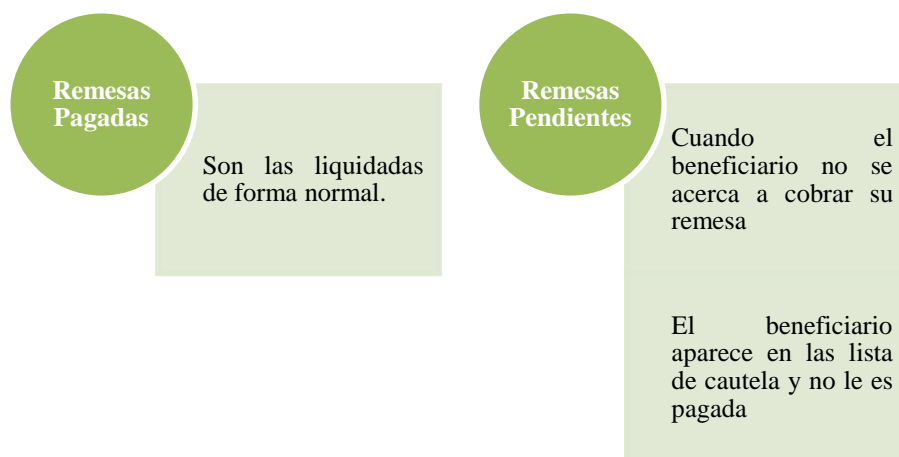 Remesas
Pagadas
Son las liquidadas
de forma normal.
Remesas
Pendientes
Cuando el
beneficiario no se
acerca a cobrar su
remesa
El beneficiario
aparece en las lista
de cautela y no le es
pagada